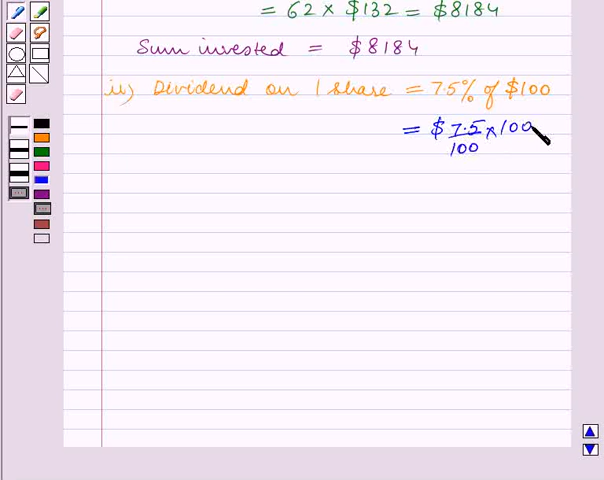 = 62 × $132 = $8184
Sum invested = $8184
ii) Dividend on 1 share = 7.5% of $100
= $ 7.5 × 100
100